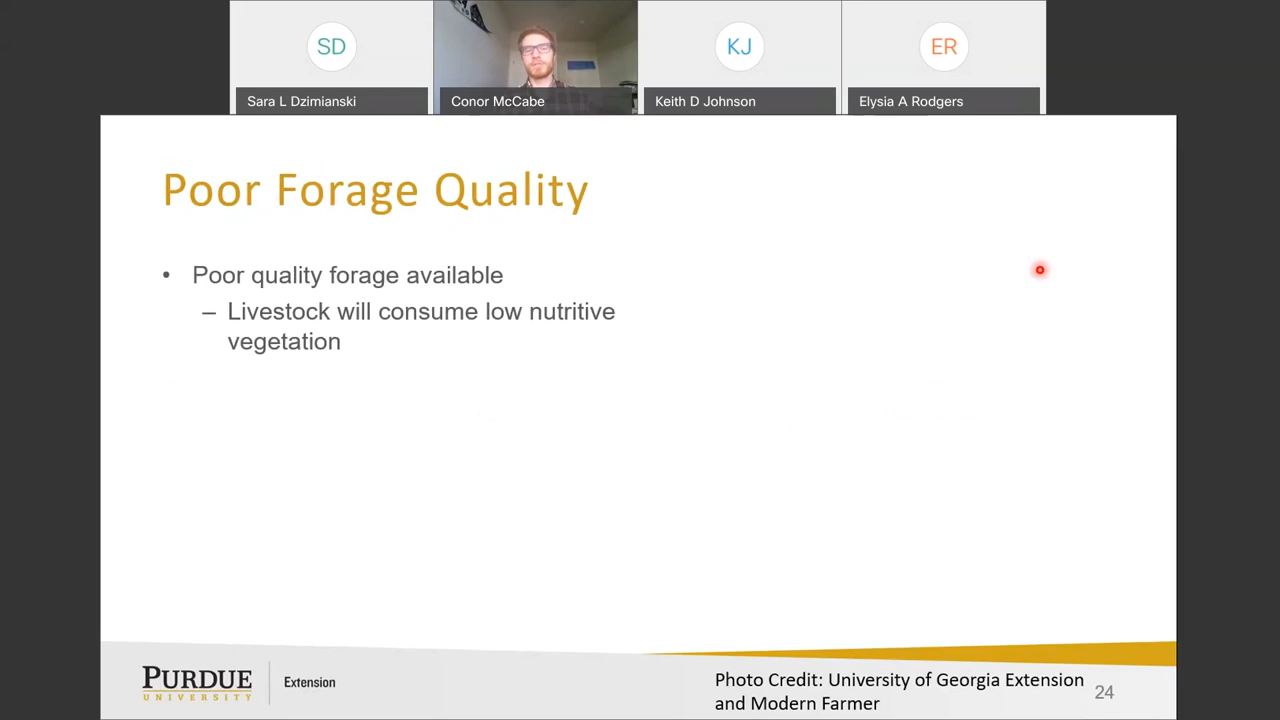 SD
KJ
ER
Sara L Dzimianski
Conor McCabe
Keith D Johnson
Elysia A Rodgers
Poor Forage Quality
• Poor quality forage available
– Livestock will consume low nutritive
vegetation
PURDUE
UNIVERSITY
Extension
Photo Credit: University of Georgia Extension
and Modern Farmer
24